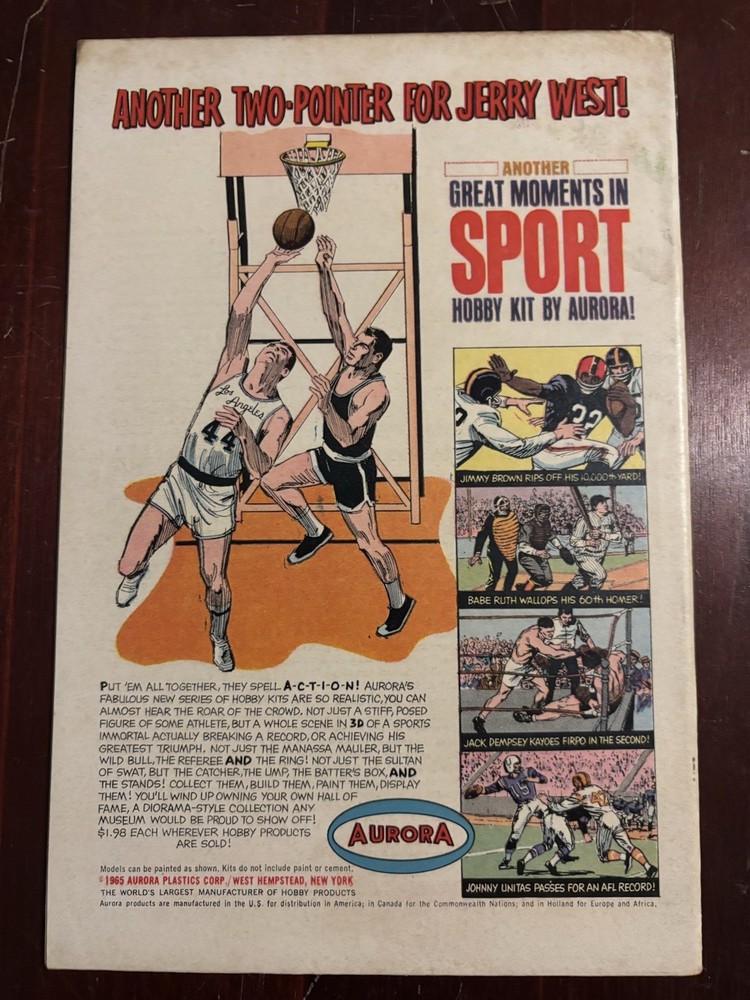 ANOTHER TWO-POINTER FOR JERRY WEST!
ANOTHER
GREAT MOMENTS IN
SPORT
HOBBY KIT BY AURORA!
Los Angeles
44
32
JIMMY BROWN RIPS OFF HIS 10,000th YARD!
BABE RUTH WALLOPS HIS 60th HOMER!
JACK DEMPSEY KAYOES FIRPO IN THE SECOND!
JOHNNY UNITAS PASSES FOR AN AFL RECORD!
PUT 'EM ALL TOGETHER, THEY SPELL A-C-T-I-O-N! AURORA'S
FABULOUS NEW SERIES OF HOBBY KITS ARE SO REALISTIC, YOU CAN
ALMOST HEAR THE ROAR OF THE CROWD. NOT JUST A STIFF, POSED
FIGURE OF SOME ATHLETE, BUT A WHOLE SCENE IN 3D OF A SPORTS
IMMORTAL ACTUALLY BREAKING A RECORD, OR ACHIEVING HIS
GREATEST TRIUMPH. NOT JUST THE MANASSA MAULER, BUT THE
WILD BULL, THE REFEREE AND THE RING! NOT JUST THE SULTAN
OF SWAT, BUT THE CATCHER, THE UMP, THE BATTER'S BOX, AND
THE STANDS! COLLECT THEM, BUILD THEM, PAINT THEM, DISPLAY
THEM! YOU'LL WIND UP OWNING YOUR OWN HALL OF
FAME, A DIORAMA-STYLE COLLECTION ANY
MUSEUM WOULD BE PROUD TO SHOW OFF!
$1.98 EACH WHEREVER HOBBY PRODUCTS
ARE SOLD!
AURORA
Models can be painted as shown. Kits do not include paint or cement.
©1965 AURORA PLASTICS CORP./WEST HEMPSTEAD, NEW YORK
THE WORLD'S LARGEST MANUFACTURER OF HOBBY PRODUCTS
Aurora products are manufactured in the U.S. for distribution in America; in Canada for the Commonwealth Nations; and in Holland for Europe and Africa.